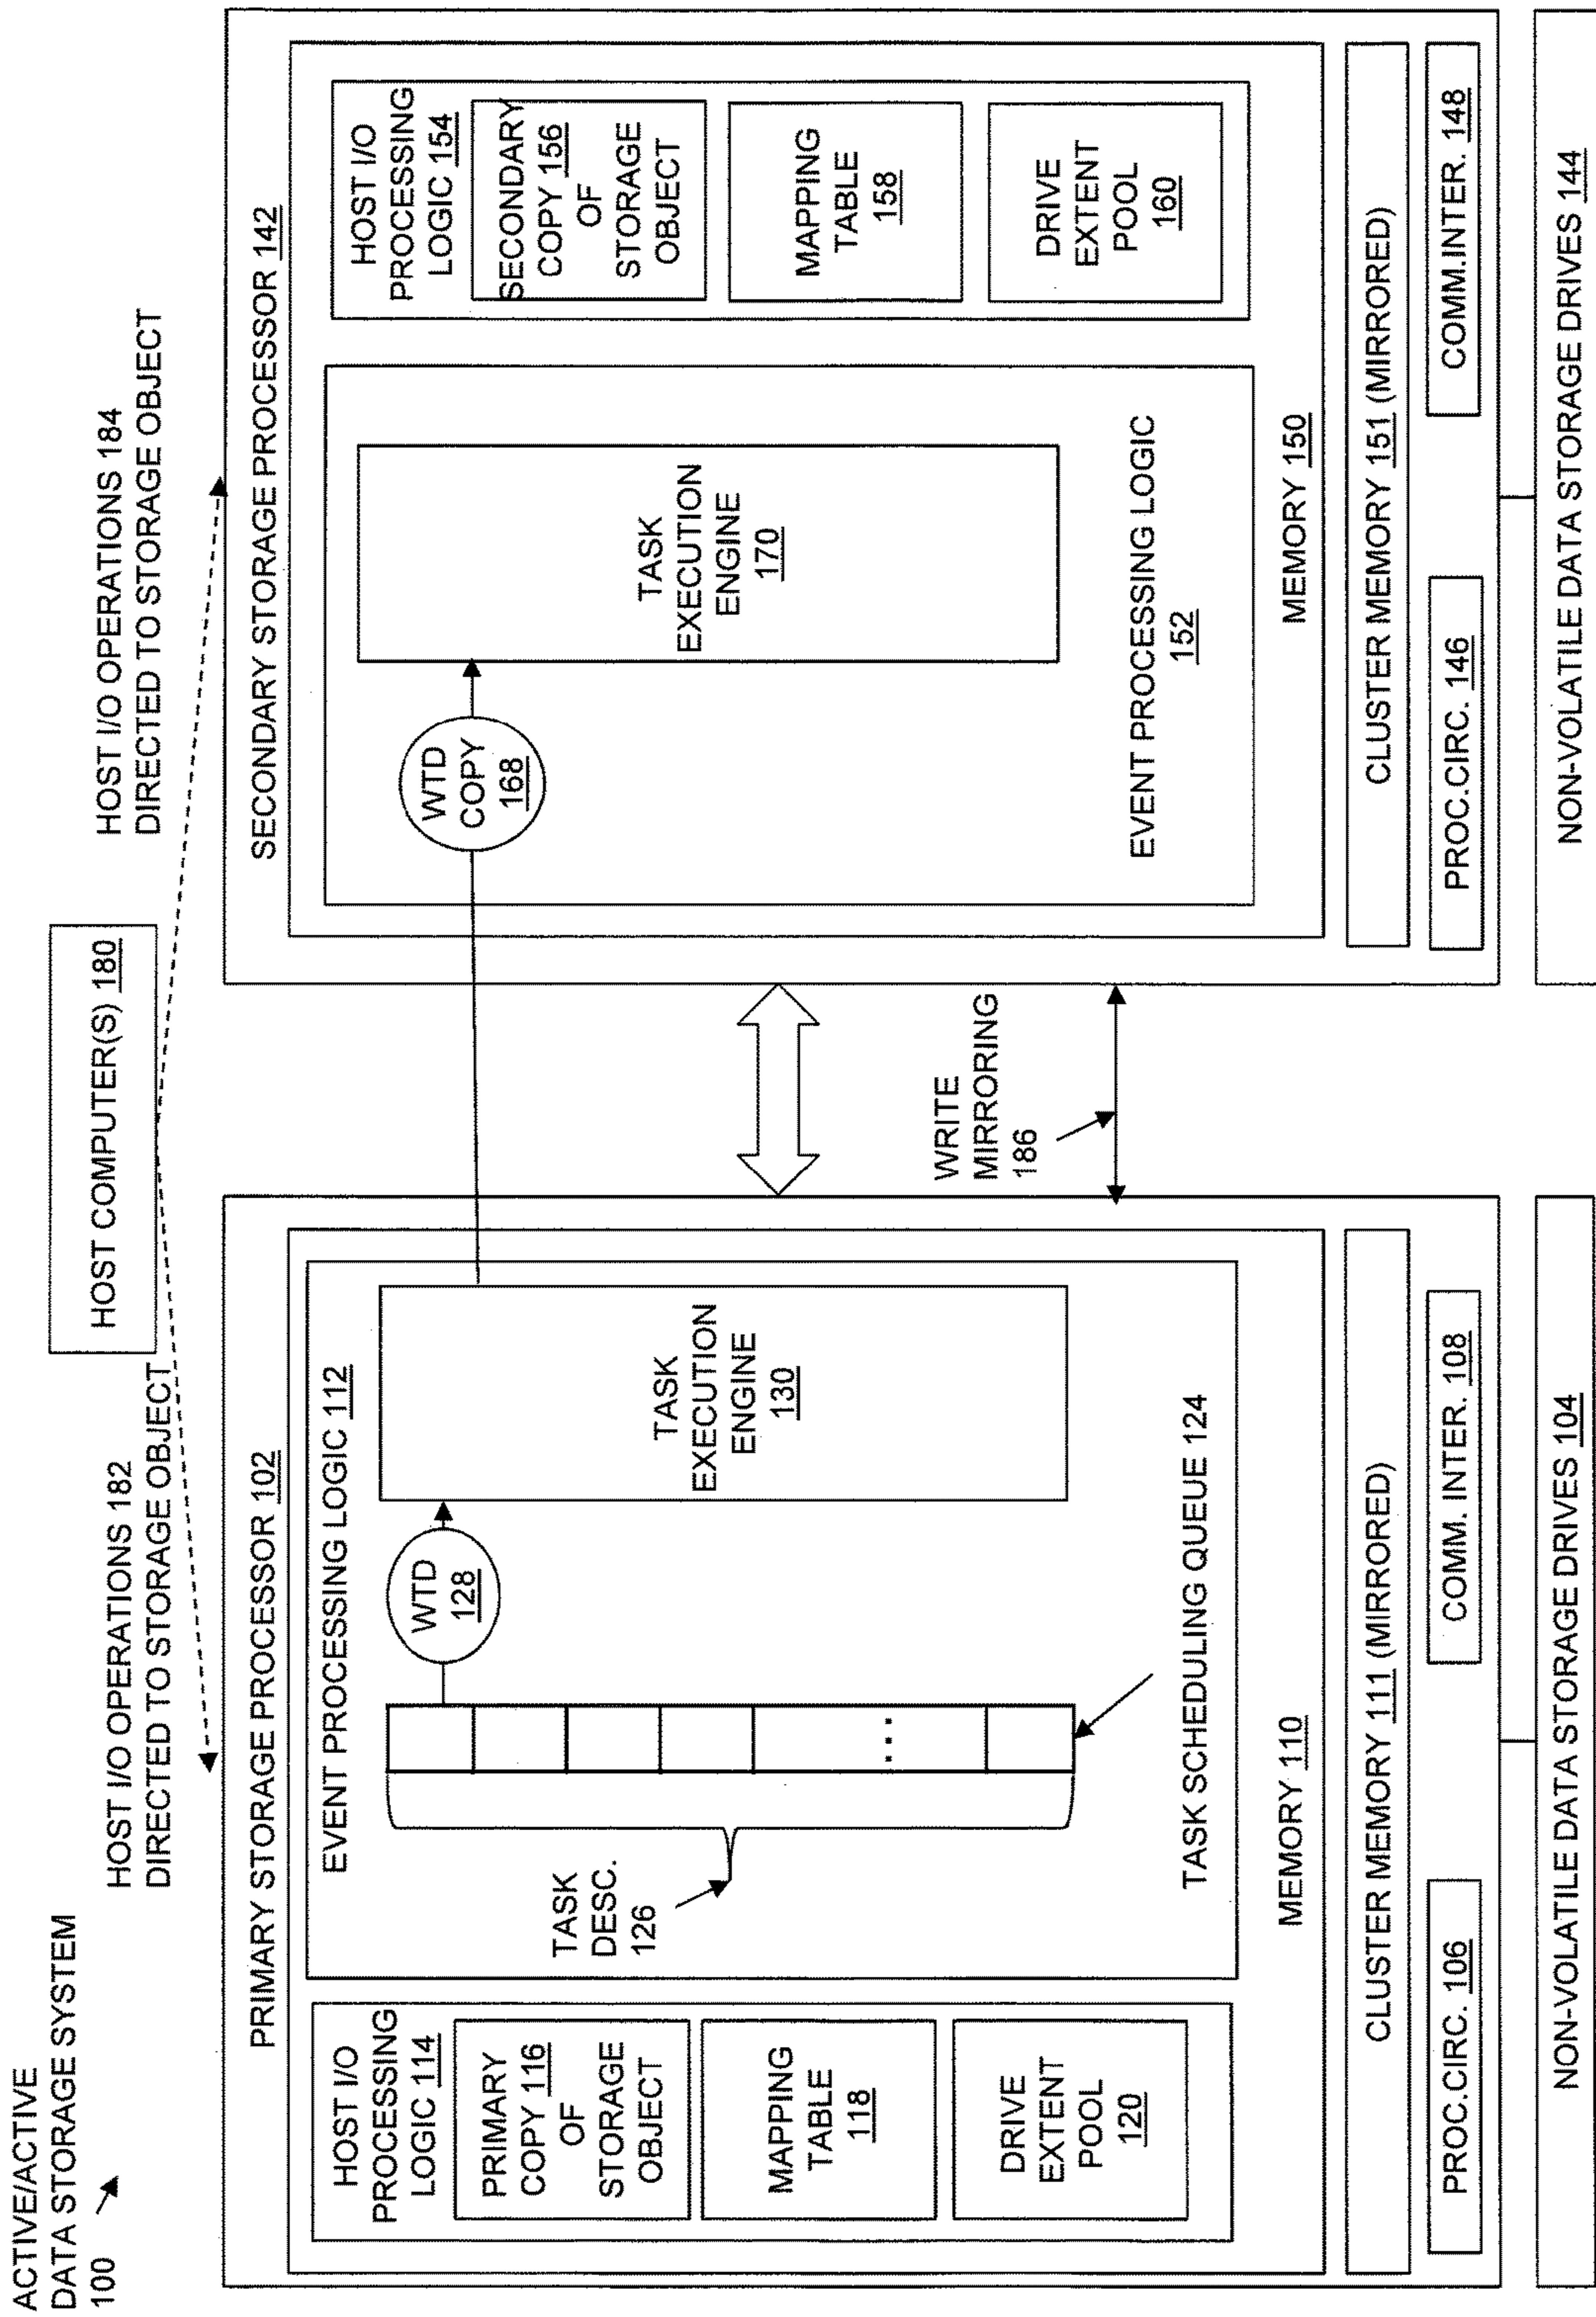 ACTIVE/ACTIVE
DATA STORAGE SYSTEM
100
HOST COMPUTER(S) 180
HOST I/O OPERATIONS 182
DIRECTED TO STORAGE OBJECT
HOST I/O OPERATIONS 184
DIRECTED TO STORAGE OBJECT
PRIMARY STORAGE PROCESSOR 102
HOST I/O
PROCESSING
LOGIC 114
PRIMARY
COPY 116
OF
STORAGE
OBJECT
MAPPING
TABLE
118
DRIVE
EXTENT
POOL
120
EVENT PROCESSING LOGIC 112
TASK
DESC.
126
WTD
128
TASK
EXECUTION
ENGINE
130
TASK SCHEDULING QUEUE 124
MEMORY 110
CLUSTER MEMORY 111 (MIRRORED)
PROC.CIRC. 106
COMM. INTER. 108
NON-VOLATILE DATA STORAGE DRIVES 104
WRITE
MIRRORING
186
SECONDARY STORAGE PROCESSOR 142
WTD
COPY
168
TASK
EXECUTION
ENGINE
170
EVENT PROCESSING LOGIC
152
HOST I/O
PROCESSING
LOGIC 154
SECONDARY
COPY 156
OF
STORAGE
OBJECT
MAPPING
TABLE
158
DRIVE
EXTENT
POOL
160
MEMORY 150
CLUSTER MEMORY 151 (MIRRORED)
PROC.CIRC. 146
COMM.INTER. 148
NON-VOLATILE DATA STORAGE DRIVES 144